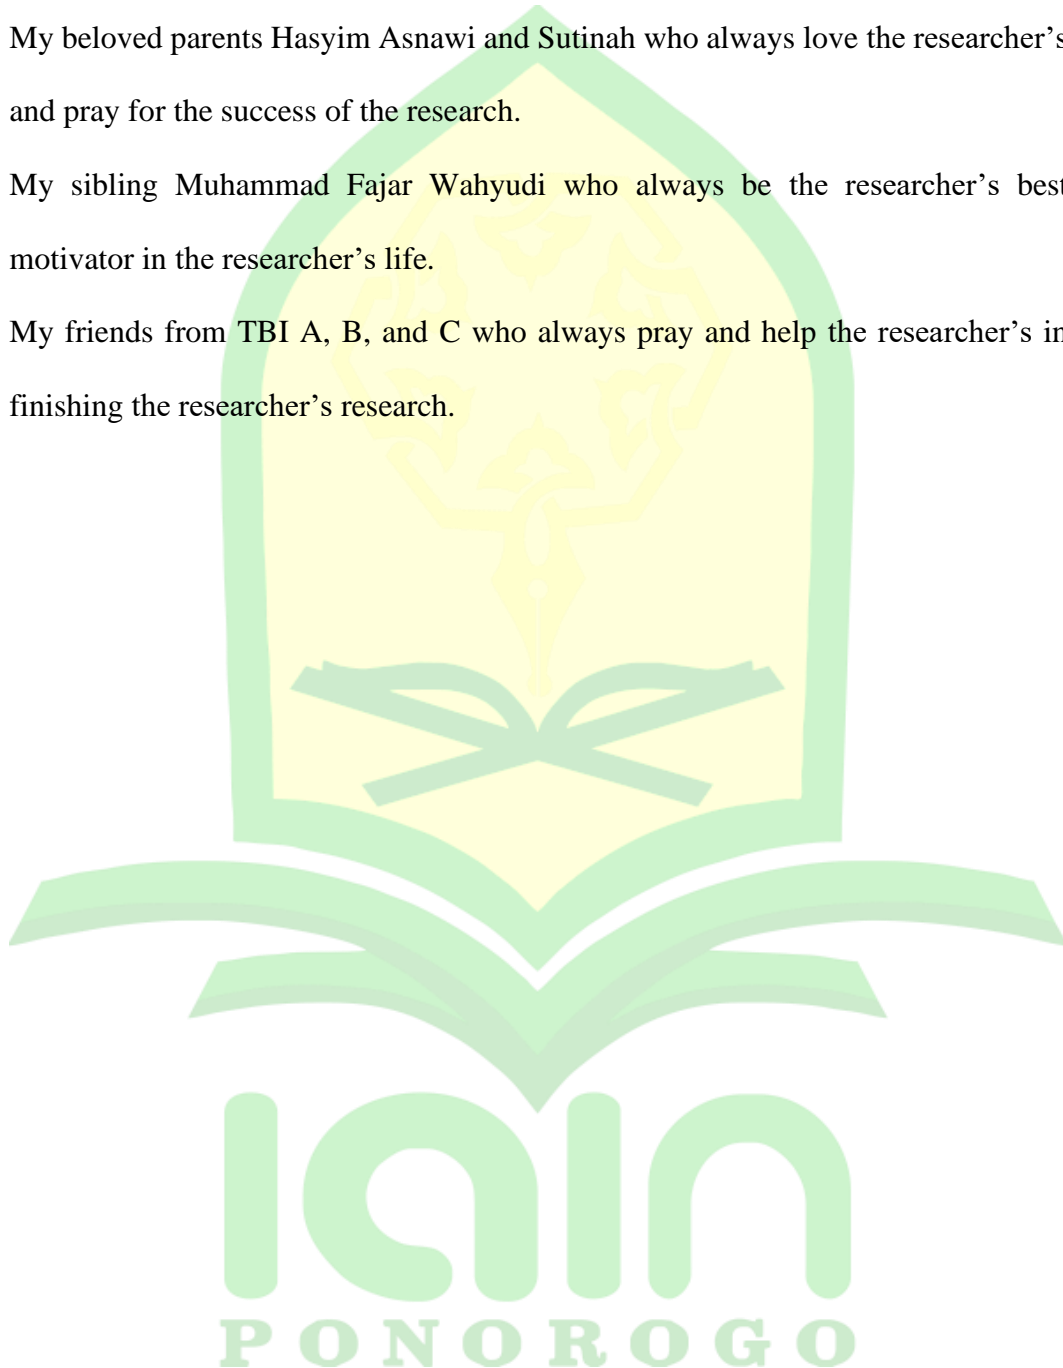 My beloved parents Hasyim Asnawi and Sutinah who always love the researcher’s
and pray for the success of the research.
My sibling Muhammad Fajar Wahyudi who always be the researcher’s best
motivator in the researcher’s life.
My friends from TBI A, B, and C who always pray and help the researcher’s in
finishing the researcher’s research.
iain
PONOROGO